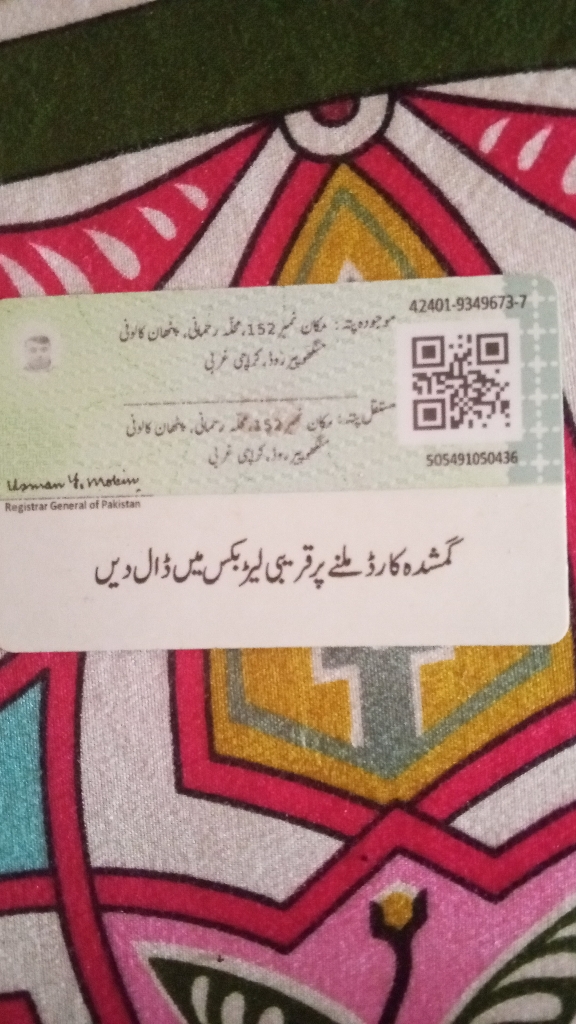 42401-9349673-7
موجودہ پتہ: مکان نمبر 152، محلہ رحمانی، پٹھان کالونی
منگھوپیر روڈ، کراچی غربی
مستقل پتہ: مکان نمبر 152، محلہ رحمانی، پٹھان کالونی
منگھوپیر روڈ، کراچی غربی
505491050436
Usman Y. Mobin
Registrar General of Pakistan
گمشدہ کارڈ ملنے پر قریبی لیٹر بکس میں ڈال دیں